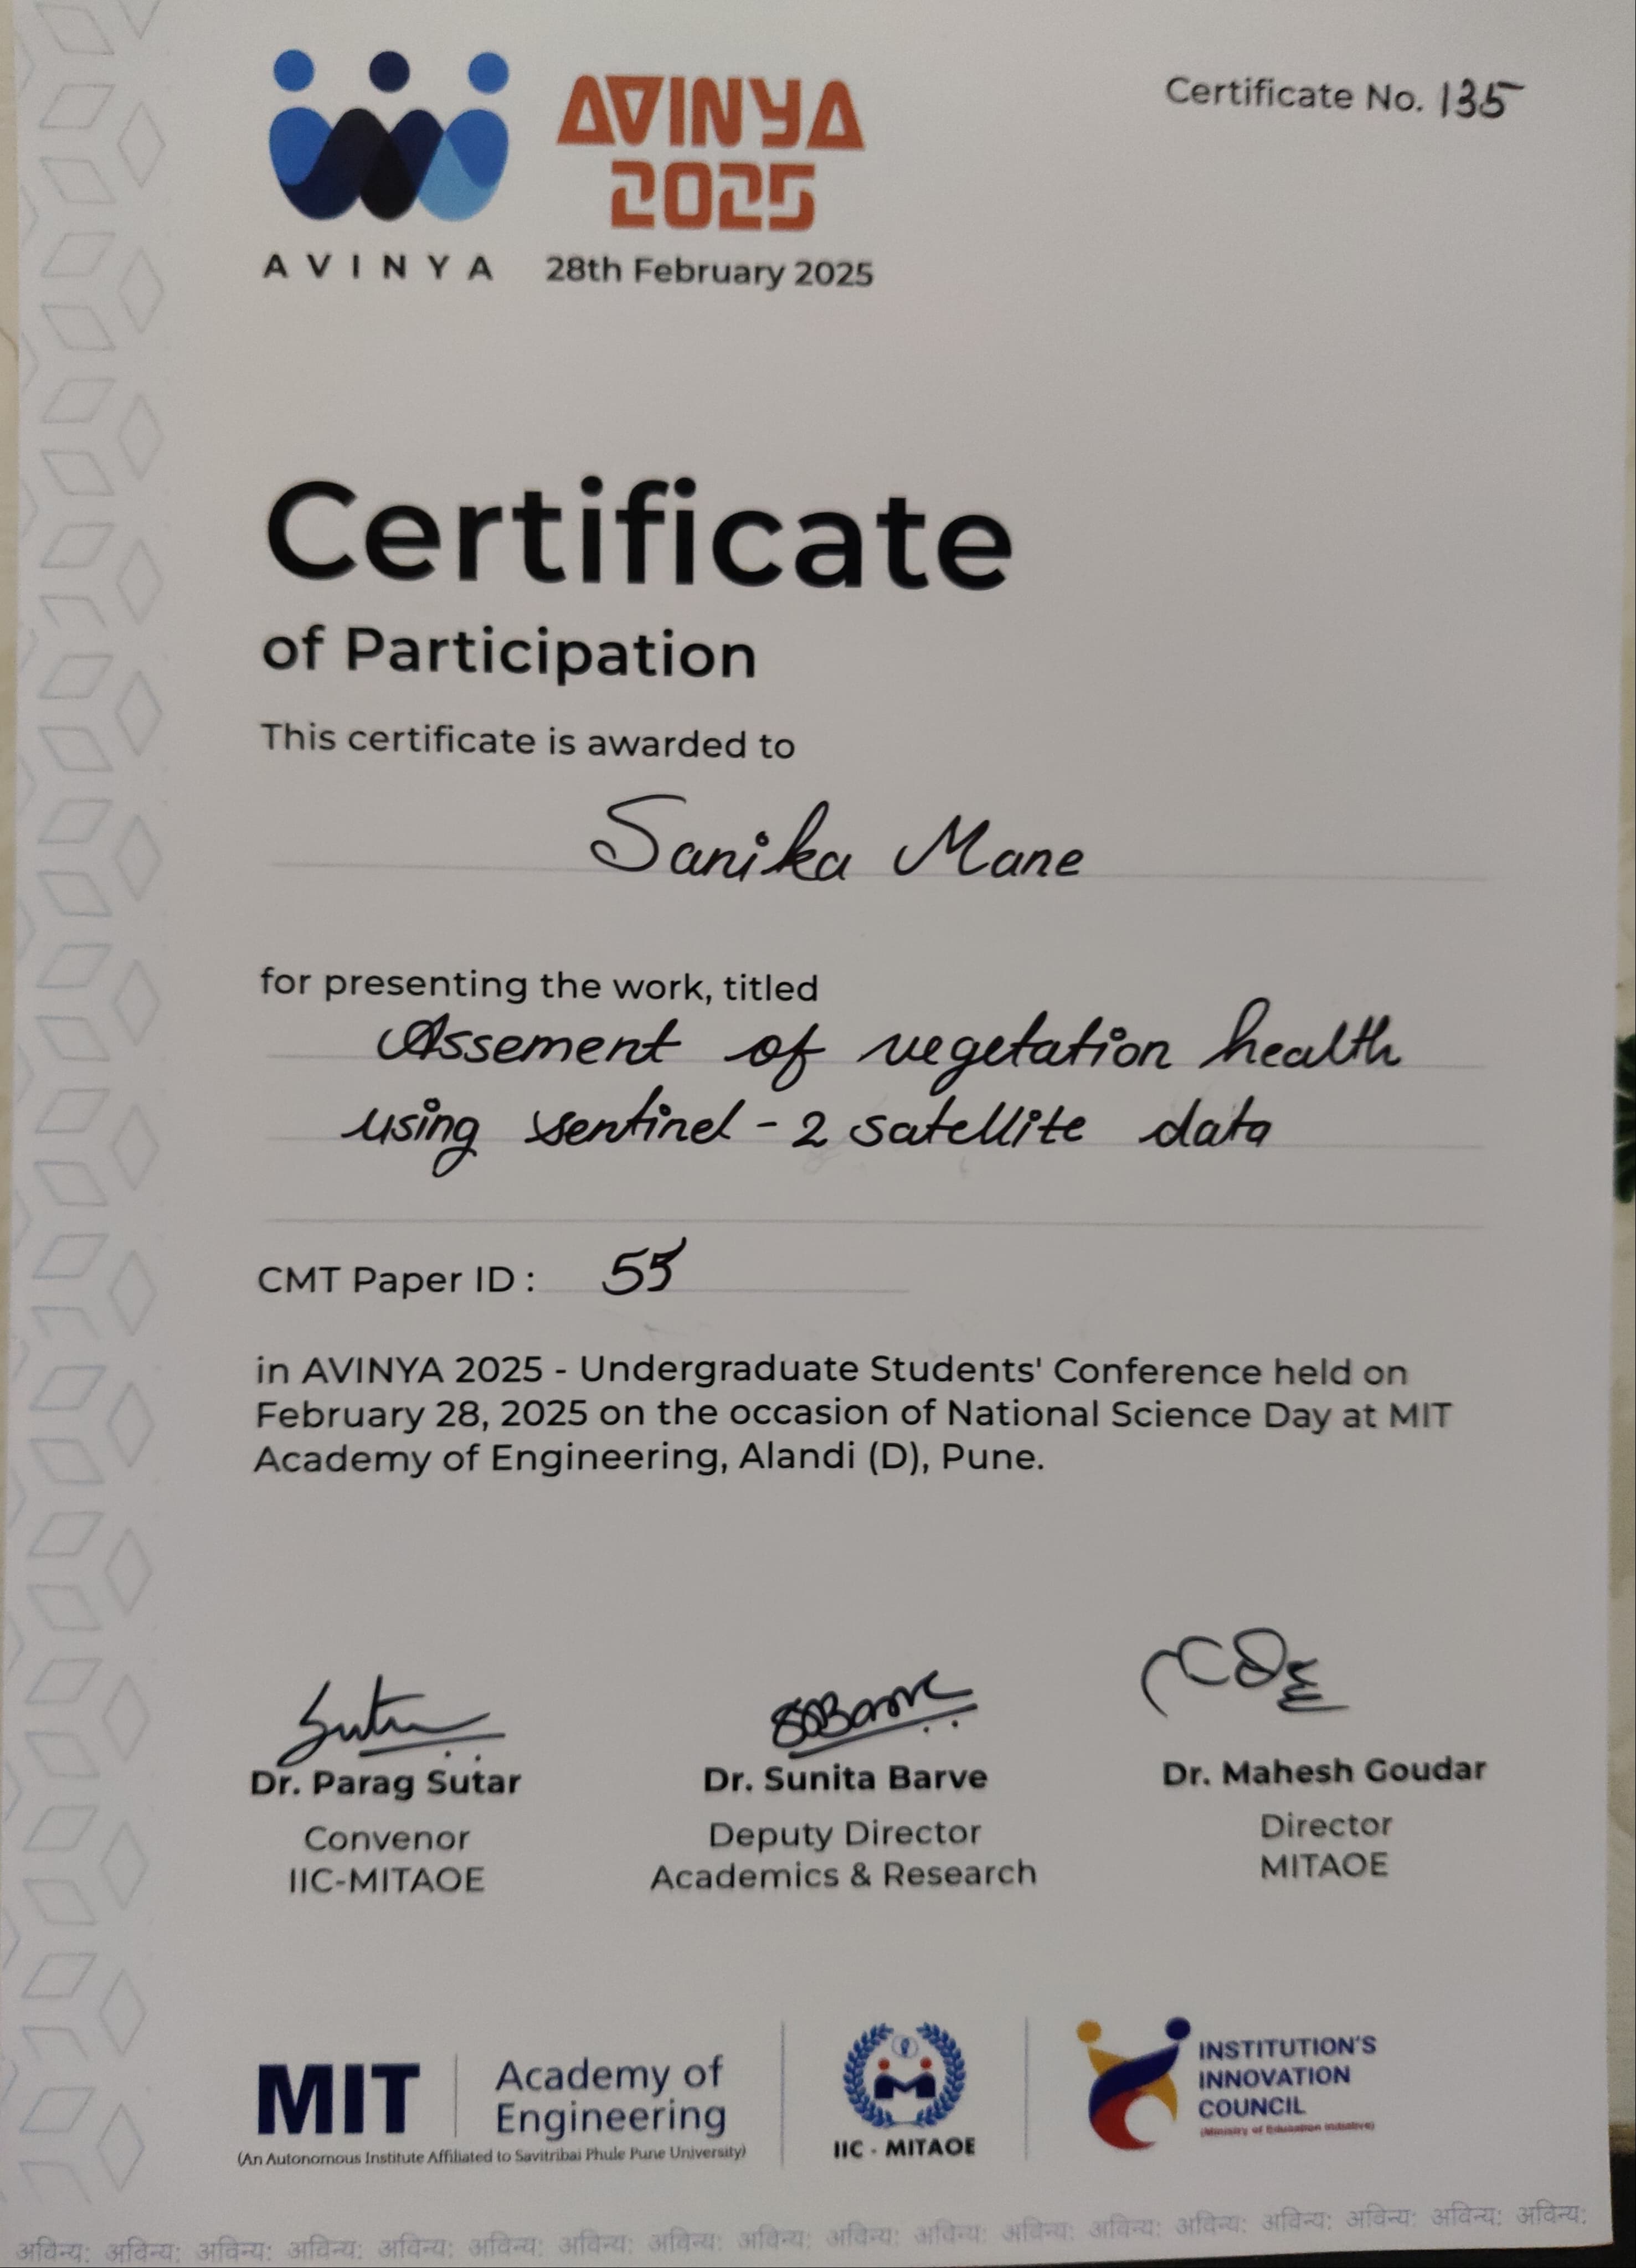 AVINYA
2025
Certificate No. 135
AVINYA
28th February 2025
Certificate
of Participation
This certificate is awarded to
Sanika Mane
for presenting the work, titled
Assement of vegetation health
using sentinel - 2 satellite data
CMT Paper ID : 55
in AVINYA 2025 - Undergraduate Students' Conference held on
February 28, 2025 on the occasion of National Science Day at MIT
Academy of Engineering, Alandi (D), Pune.
Sutar
SSBarve
Dr. Parag Sutar
Convenor
IIC-MITAOE
Dr. Sunita Barve
Deputy Director
Academics & Research
Dr. Mahesh Goudar
Director
MITAOE
MIT
Academy of
Engineering
(An Autonomous Institute Affiliated to Savitribai Phule Pune University)
IIC - MITAOE
INSTITUTION'S
INNOVATION
COUNCIL
(Ministry of Education Initiative)
अविन्य: अविन्य: अविन्य: अविन्य: अविन्य: अविन्य: अविन्य: अविन्य: अविन्य: अविन्य: अविन्य: अविन्य: अविन्य: अविन्य: अविन्य: अविन्य: अविन्य: अविन्य: